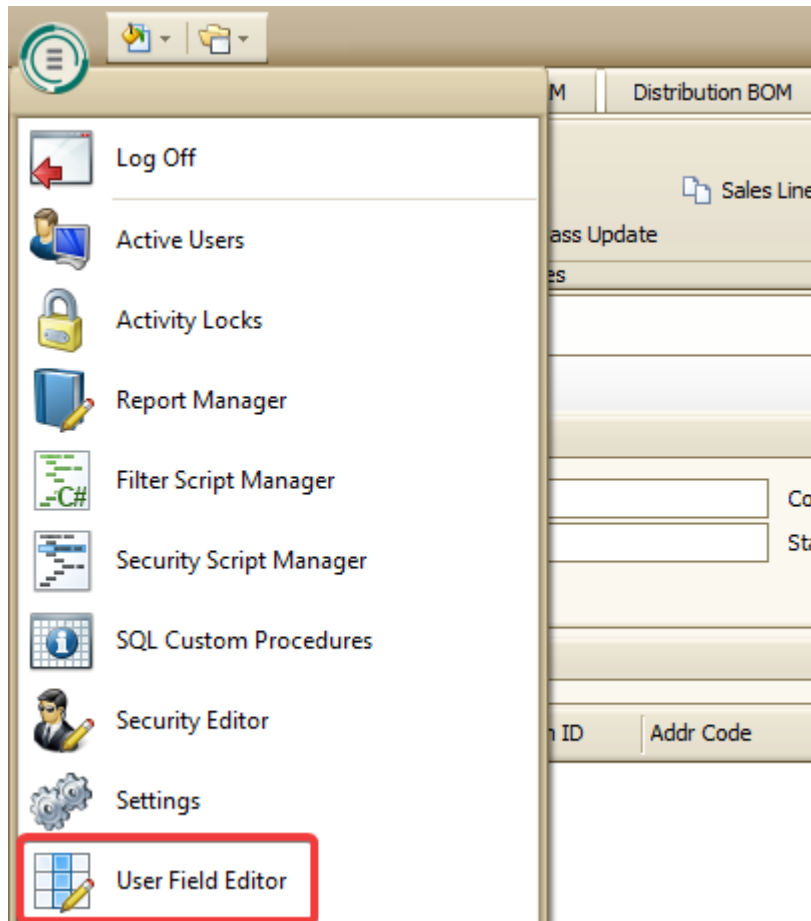 M
Distribution BOM
Log Off
Sales Line
Active Users
ass Update
es
Activity Locks
Report Manager
Filter Script Manager
C#
Co
Sta
Security Script Manager
SQL Custom Procedures
Security Editor
n ID
Addr Code
Settings
User Field Editor